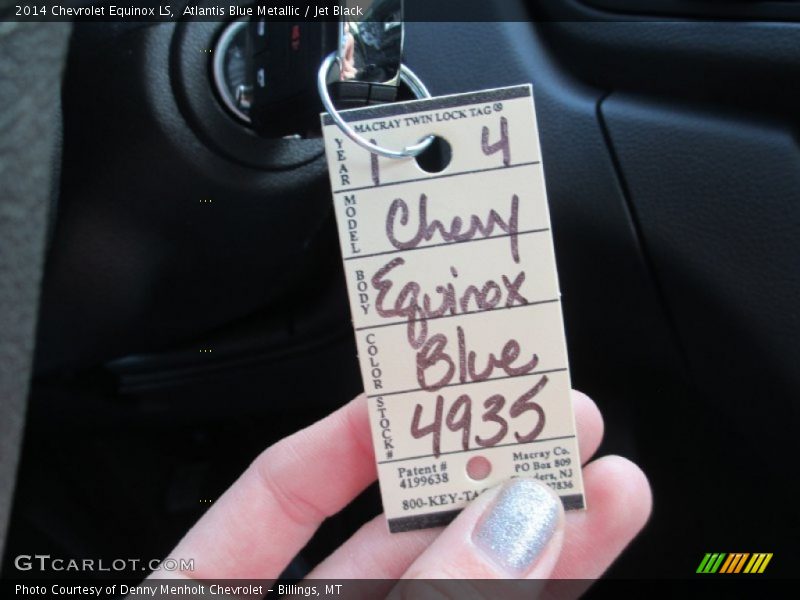 2014 Chevrolet Equinox LS,  Atlantis Blue Metallic / Jet Black
MACRAY TWIN LOCK TAG®
YEAR 1 4
MODEL Chevy
BODY Equinox
COLOR Blue
STOCK# 4935
Patent #
4199638
Macray Co.
PO Box 809
NJ
07836
800-KEY-TA
GTCARLOT.COM
Photo Courtesy of Denny Menholt Chevrolet – Billings, MT